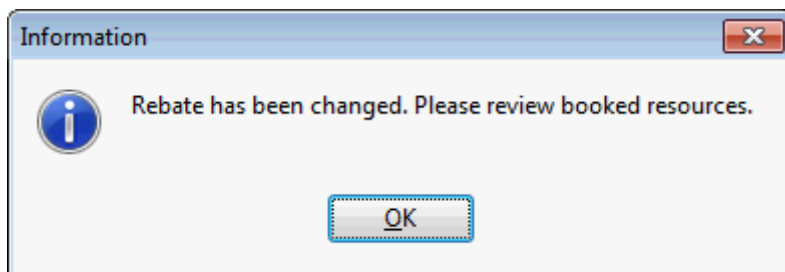 Information
Rebate has been changed. Please review booked resources.
OK